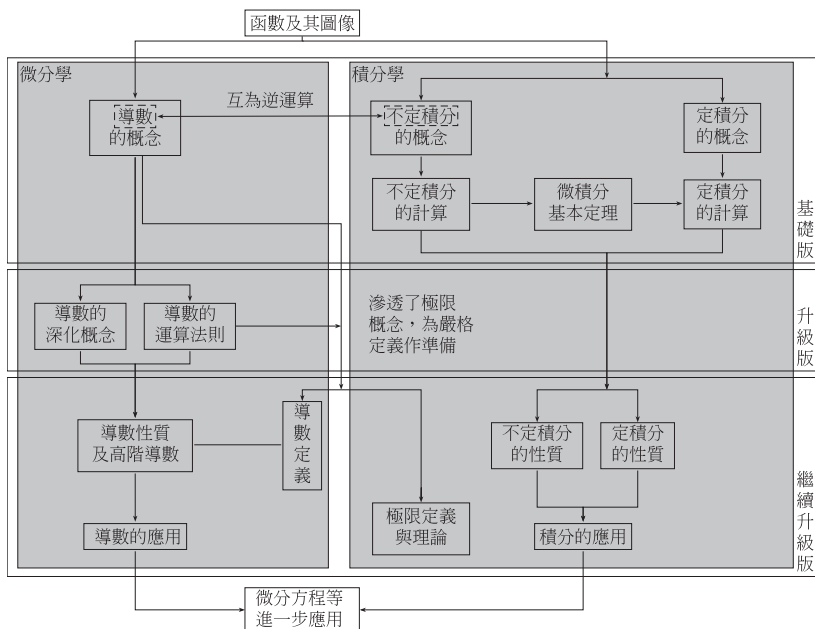 函數及其圖像
微分學
積分學
導數
的概念
互為逆運算
不定積分
的概念
定積分
的概念
不定積分
的計算
微積分
基本定理
定積分
的計算
基礎版
導數的
深化概念
導數的
運算法則
滲透了極限
概念，為嚴格
定義作準備
升級版
導數性質
及高階導數
導數定義
不定積分
的性質
定積分
的性質
導數的應用
極限定義
與理論
積分的應用
繼續升級版
微分方程等
進一步應用